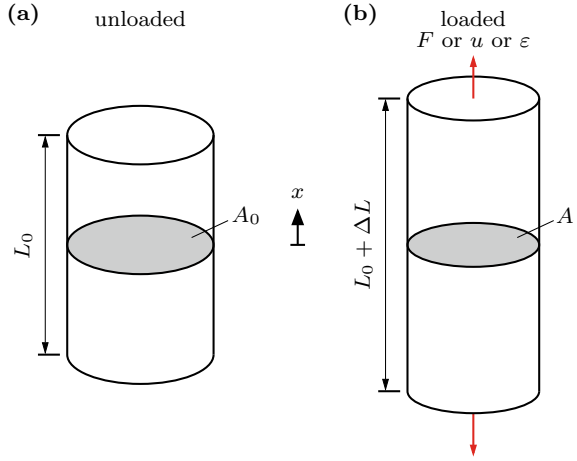 (a)
unloaded
L₀
A₀
x
(b)
loaded
F or u or ε
L₀ + ΔL
A